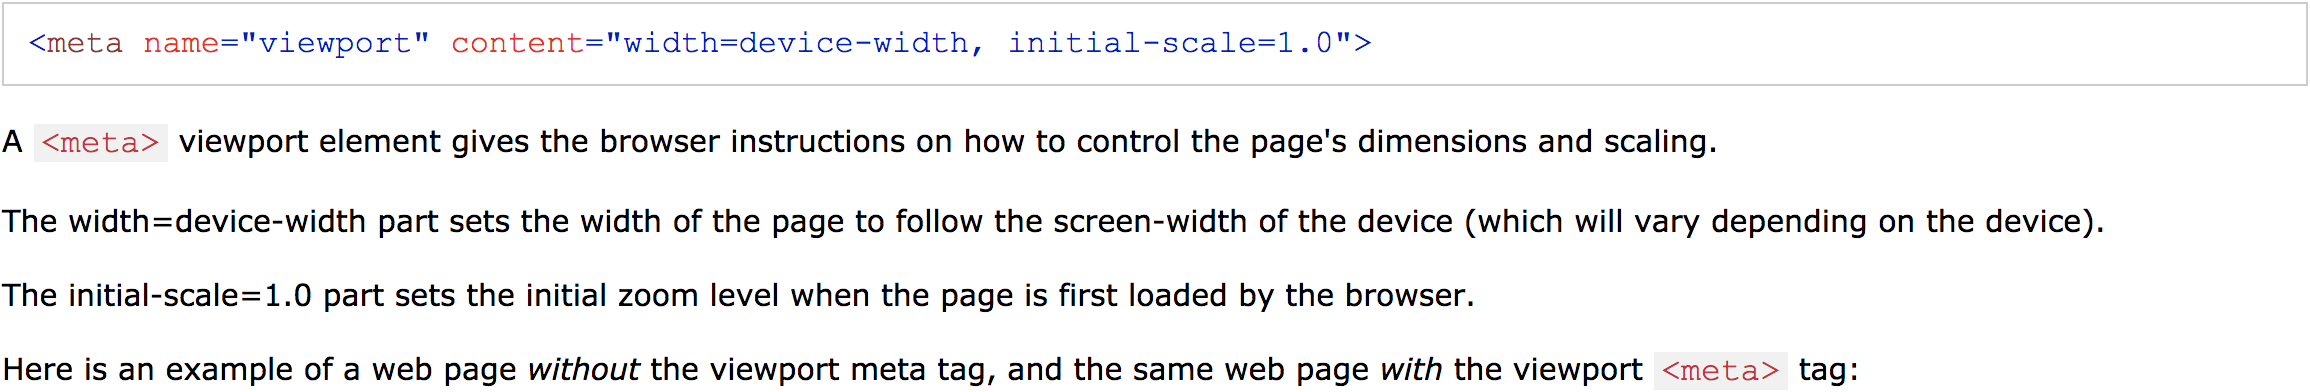 <meta name="viewport" content="width=device-width, initial-scale=1.0">
A <meta> viewport element gives the browser instructions on how to control the page's dimensions and scaling.
The width=device-width part sets the width of the page to follow the screen-width of the device (which will vary depending on the device).
The initial-scale=1.0 part sets the initial zoom level when the page is first loaded by the browser.
Here is an example of a web page without the viewport meta tag, and the same web page with the viewport <meta> tag: